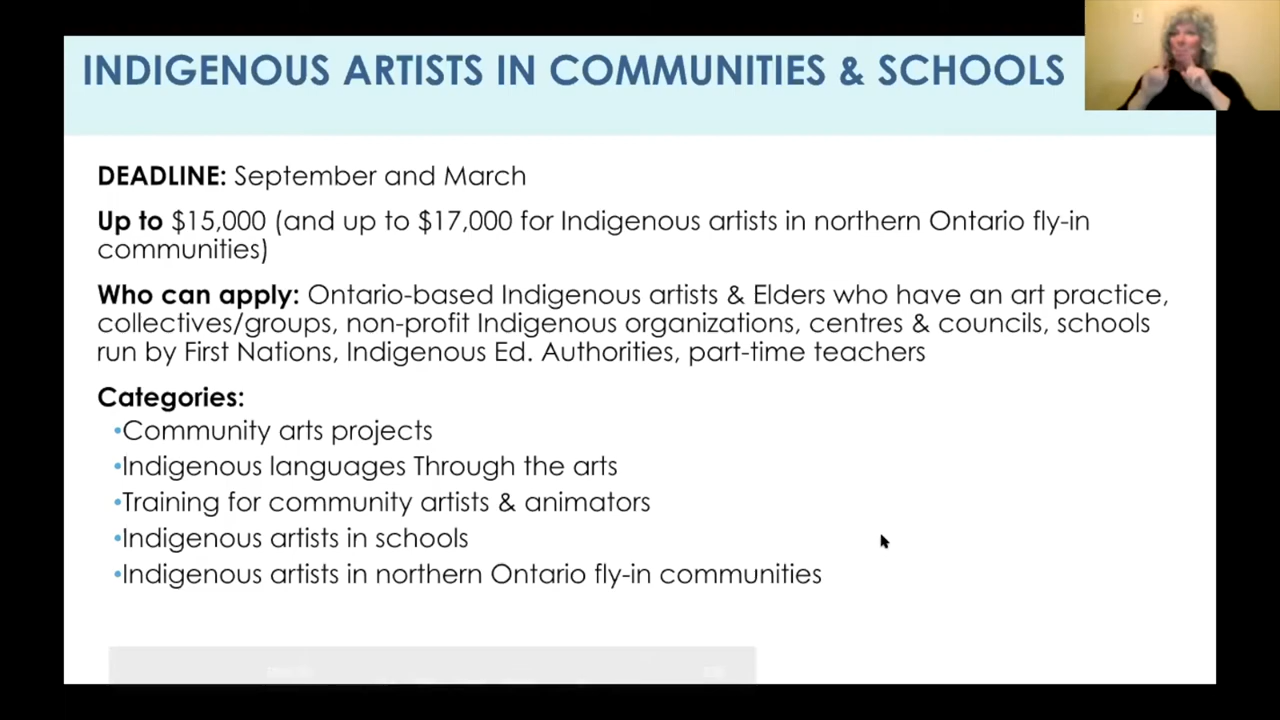 INDIGENOUS ARTISTS IN COMMUNITIES & SCHOOLS
DEADLINE: September and March
Up to $15,000 (and up to $17,000 for Indigenous artists in northern Ontario fly-in
communities)
Who can apply: Ontario-based Indigenous artists & Elders who have an art practice,
collectives/groups, non-profit Indigenous organizations, centres & councils, schools
run by First Nations, Indigenous Ed. Authorities, part-time teachers
Categories:
•Community arts projects
•Indigenous languages Through the arts
•Training for community artists & animators
•Indigenous artists in schools
•Indigenous artists in northern Ontario fly-in communities